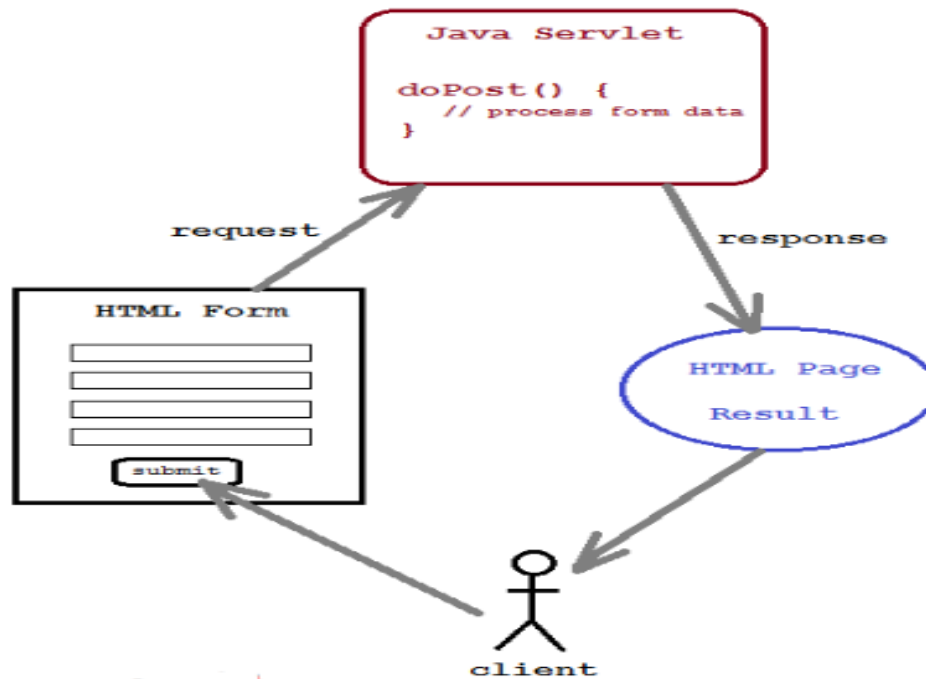 Java Servlet
doPost() {
// process form data
}
request
response
HTML Form
submit
HTML Page
Result
client